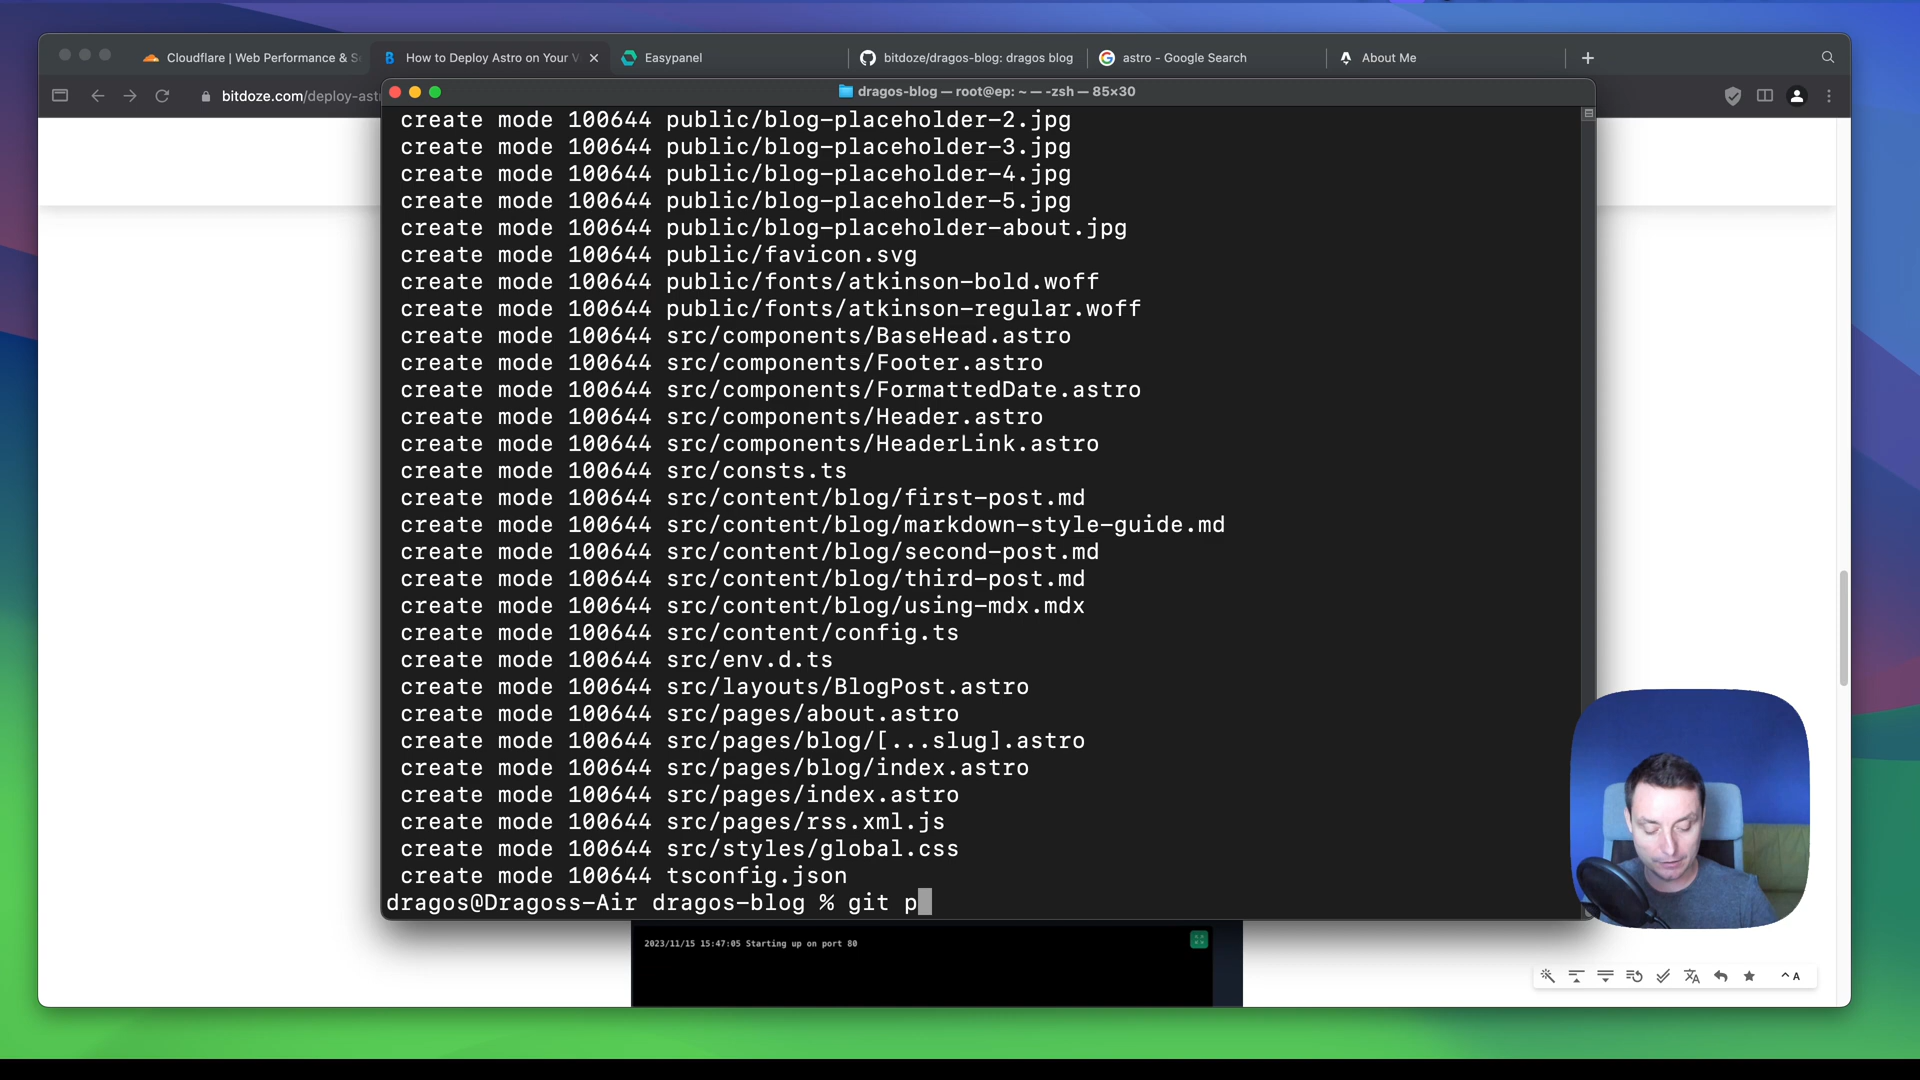 Cloudflare | Web Performance & Se
How to Deploy Astro on Your V
Easypanel
bitdoze/dragos-blog: dragos blog
astro - Google Search
About Me
bitdoze.com/deploy-ast
dragos-blog — root@ep: ~ — -zsh — 85×30
create mode 100644 public/blog-placeholder-2.jpg
create mode 100644 public/blog-placeholder-3.jpg
create mode 100644 public/blog-placeholder-4.jpg
create mode 100644 public/blog-placeholder-5.jpg
create mode 100644 public/blog-placeholder-about.jpg
create mode 100644 public/favicon.svg
create mode 100644 public/fonts/atkinson-bold.woff
create mode 100644 public/fonts/atkinson-regular.woff
create mode 100644 src/components/BaseHead.astro
create mode 100644 src/components/Footer.astro
create mode 100644 src/components/FormattedDate.astro
create mode 100644 src/components/Header.astro
create mode 100644 src/components/HeaderLink.astro
create mode 100644 src/consts.ts
create mode 100644 src/content/blog/first-post.md
create mode 100644 src/content/blog/markdown-style-guide.md
create mode 100644 src/content/blog/second-post.md
create mode 100644 src/content/blog/third-post.md
create mode 100644 src/content/blog/using-mdx.mdx
create mode 100644 src/content/config.ts
create mode 100644 src/env.d.ts
create mode 100644 src/layouts/BlogPost.astro
create mode 100644 src/pages/about.astro
create mode 100644 src/pages/blog/[...slug].astro
create mode 100644 src/pages/blog/index.astro
create mode 100644 src/pages/index.astro
create mode 100644 src/pages/rss.xml.js
create mode 100644 src/styles/global.css
create mode 100644 tsconfig.json
dragos@Dragoss-Air dragos-blog % git p
2023/11/15 15:47:05 Starting up on port 80
^ A